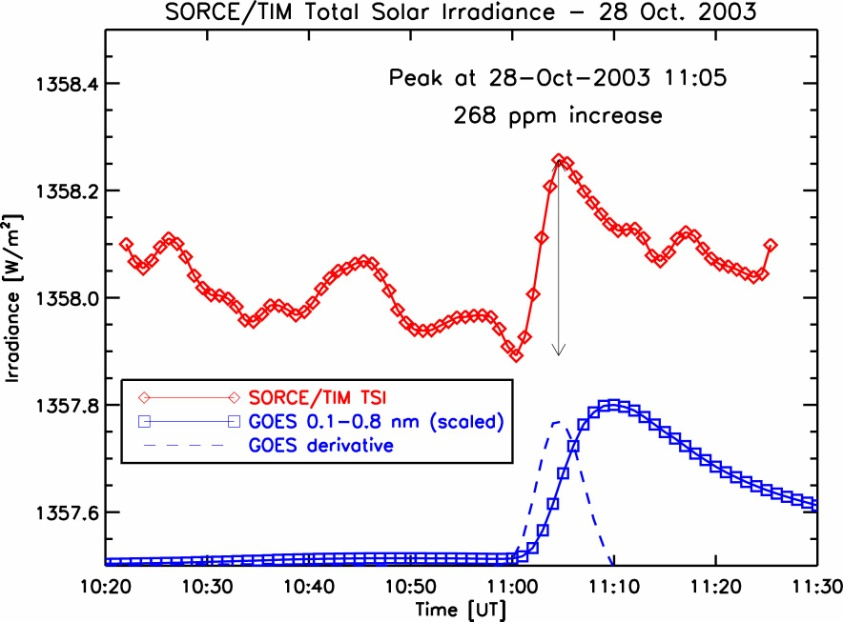 SORCE/TIM Total Solar Irradiance – 28 Oct. 2003
Peak at 28–Oct–2003 11:05
268 ppm increase
1358.4
1358.2
1358.0
1357.8
1357.6
Irradiance [W/m²]
SORCE/TIM TSI
GOES 0.1–0.8 nm (scaled)
GOES derivative
10:20 10:30 10:40 10:50 11:00 11:10 11:20 11:30
Time [UT]